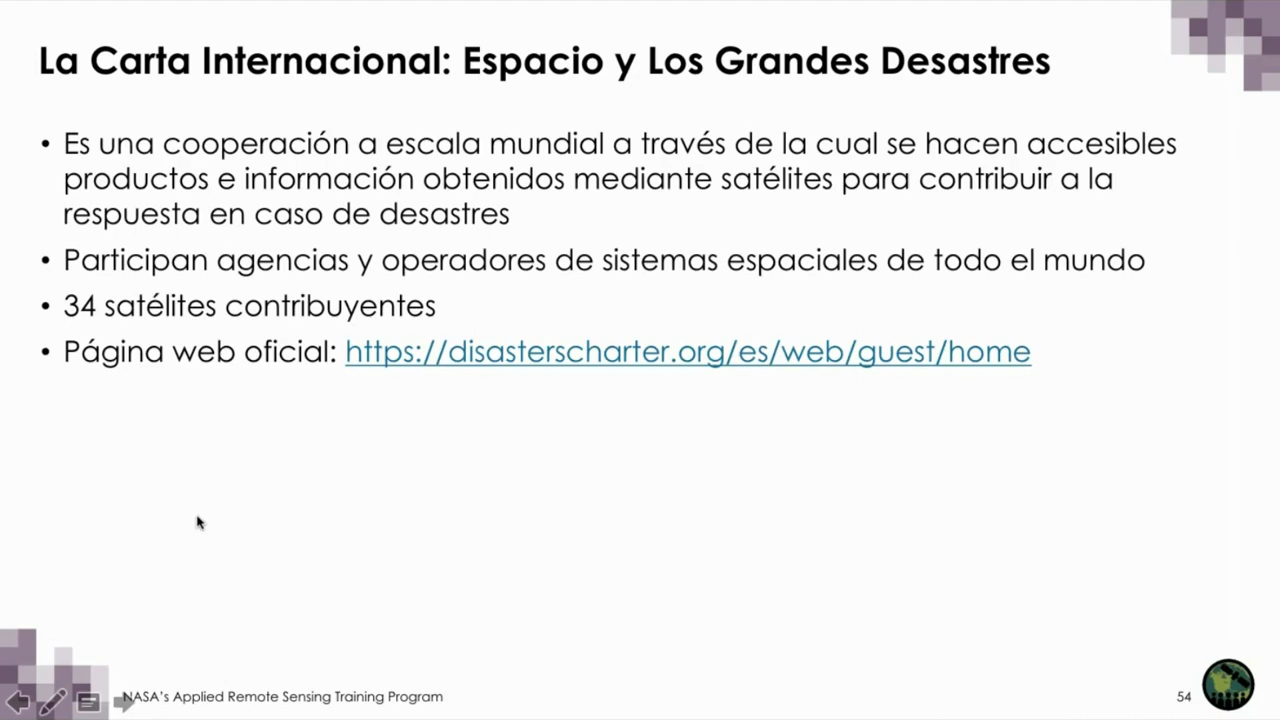 La Carta Internacional: Espacio y Los Grandes Desastres
• Es una cooperación a escala mundial a través de la cual se hacen accesibles
productos e información obtenidos mediante satélites para contribuir a la
respuesta en caso de desastres
• Participan agencias y operadores de sistemas espaciales de todo el mundo
• 34 satélites contribuyentes
• Página web oficial: https://disasterscharter.org/es/web/guest/home
NASA's Applied Remote Sensing Training Program
54